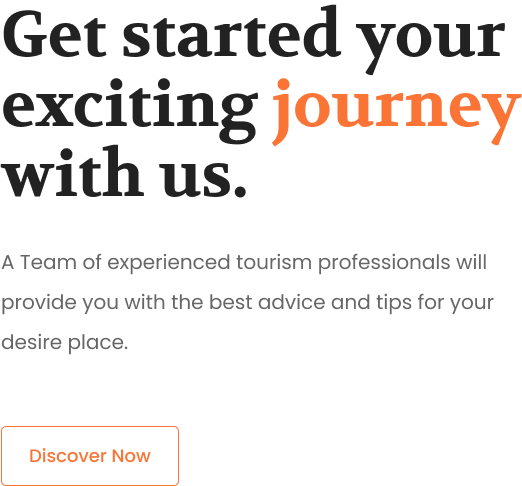 Get started your
exciting journey
with us.
A Team of experienced tourism professionals will
provide you with the best advice and tips for your
desire place.
Discover Now